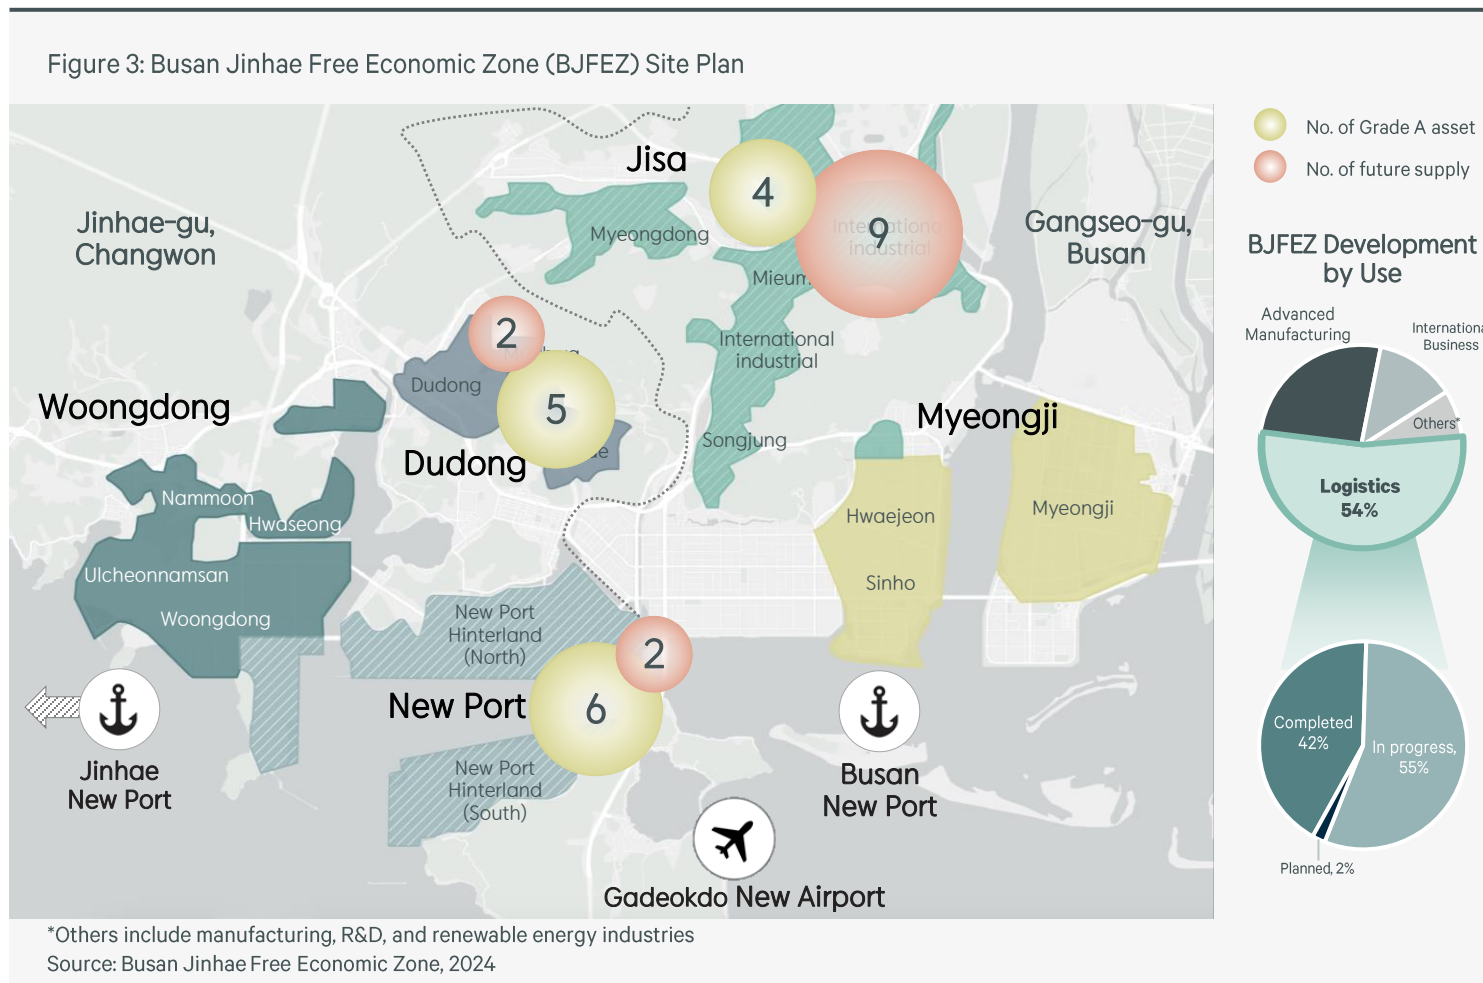 Figure 3: Busan Jinhae Free Economic Zone (BJFEZ) Site Plan
No. of Grade A asset
No. of future supply
Jisa
4
9
International
industrial
Jinhae-gu,
Changwon
Myeongdong
Gangseo-gu,
Busan
Mieum
2
International
industrial
Dudong
5
Woongdong
Dudong
Songjung
Myeongji
Nammoon
Hwaseong
Hwaejeon
Myeongji
Ulcheonnamsan
Sinho
Woongdong
New Port
Hinterland
(North)
2
New Port
6
Jinhae
New Port
New Port
Hinterland
(South)
Busan
New Port
Gadeokdo New Airport
BJFEZ Development
by Use
Advanced
Manufacturing
Internationa
Business
Others*
Logistics
54%
Completed
42%
In progress,
55%
Planned, 2%
*Others include manufacturing, R&D, and renewable energy industries
Source: Busan Jinhae Free Economic Zone, 2024